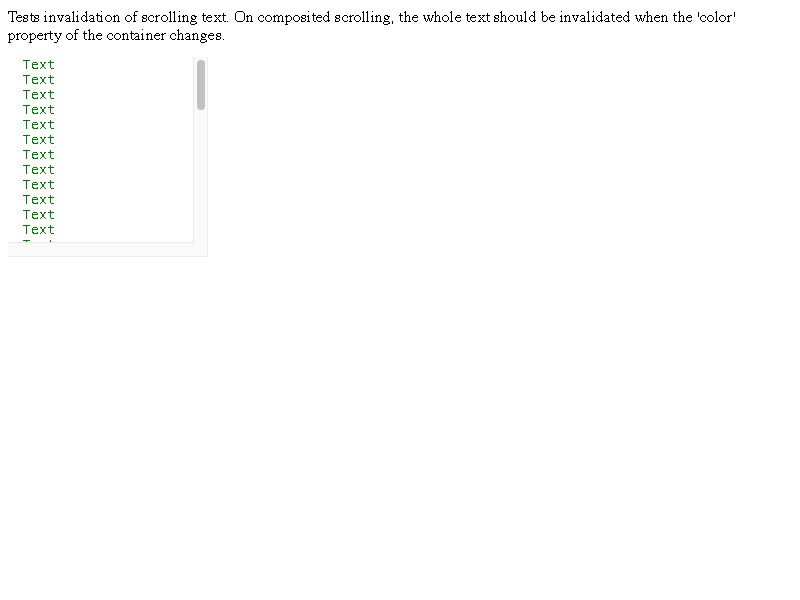 Tests invalidation of scrolling text. On composited scrolling, the whole text should be invalidated when the 'color'
property of the container changes.
Text
Text
Text
Text
Text
Text
Text
Text
Text
Text
Text
Text